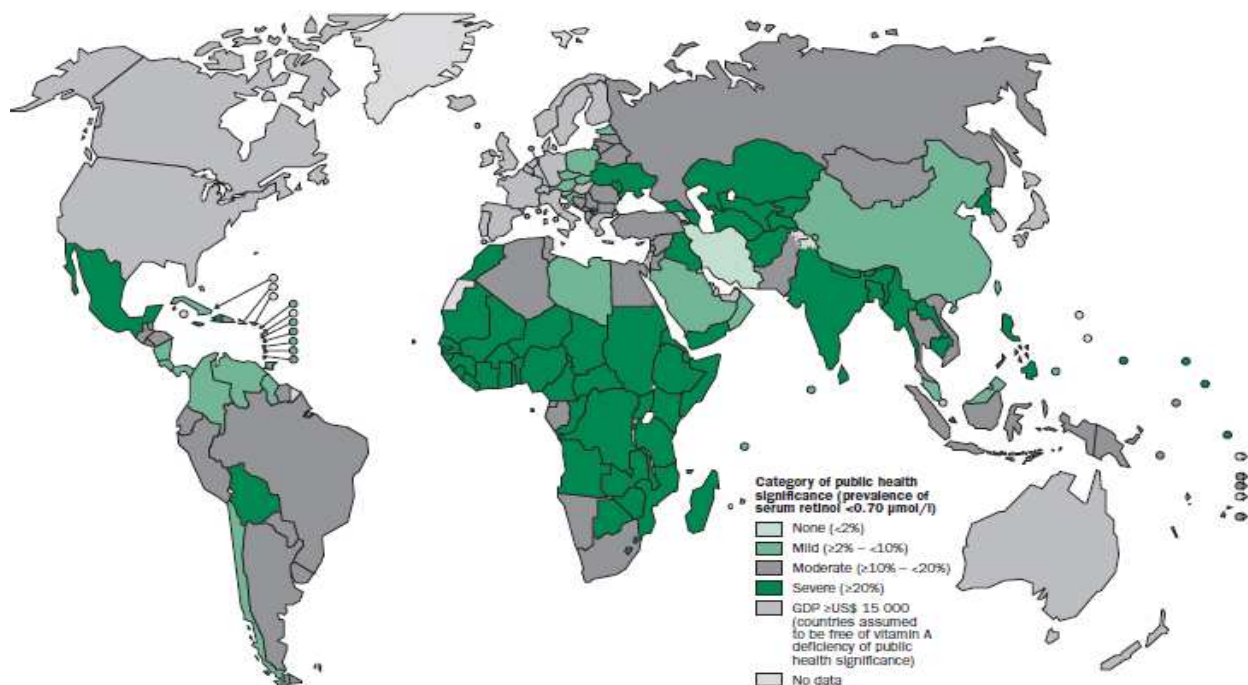 Category of public health
significance (prevalence of
serum retinol <0.70 µmol/l)
None (<2%)
Mild (≥2% – <10%)
Moderate (≥10% – <20%)
Severe (≥20%)
GDP ≥US$ 15 000
(countries assumed
to be free of vitamin A
deficiency of public
health significance)
No data